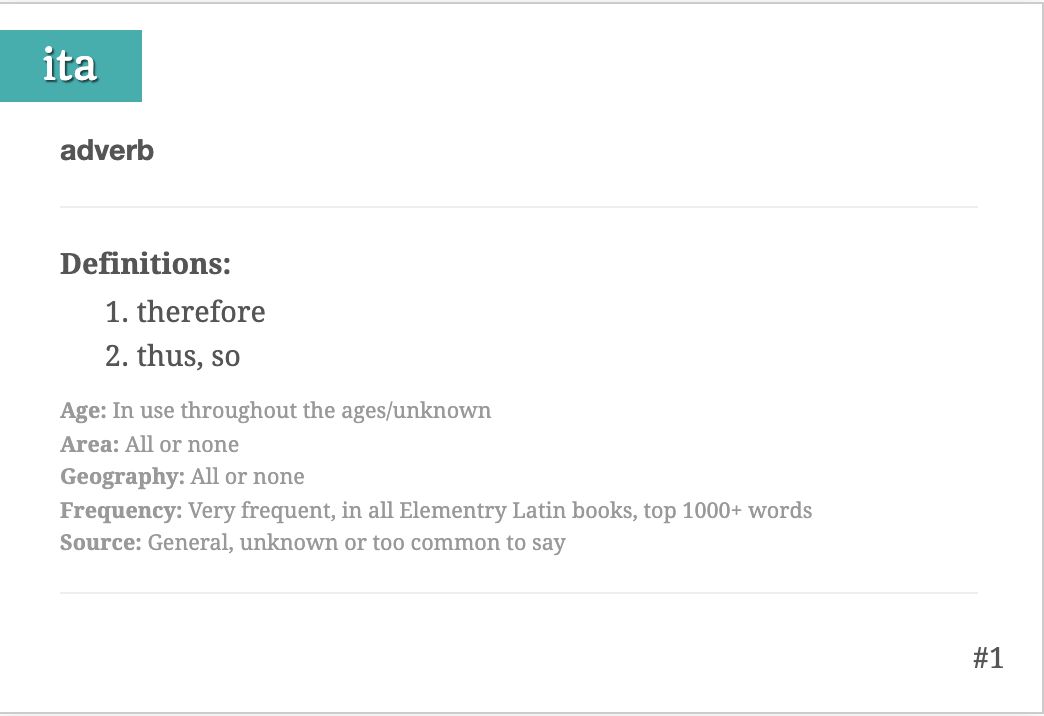 ita
adverb
Definitions:
1. therefore
2. thus, so
Age: In use throughout the ages/unknown
Area: All or none
Geography: All or none
Frequency: Very frequent, in all Elementry Latin books, top 1000+ words
Source: General, unknown or too common to say
#1